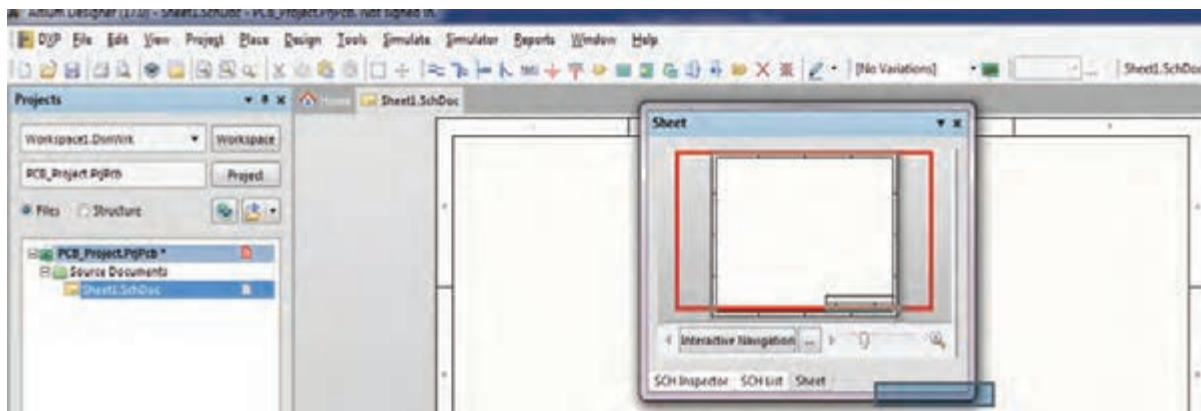 Altium Designer (17.0) - Sheet1.SchDoc - PCB_Project.PrjPcb. Not signed in.
DXP File Edit View Project Place Design Tools Simulate Simulator Reports Window Help
[No Variations] Sheet1.SchDoc
Projects
Home
Sheet1.SchDoc
Workspace1.DsnWrk Workspace
PCB_Project.PrjPcb Project
Files Structure
PCB_Project.PrjPcb *
Source Documents
Sheet1.SchDoc
Sheet
Interactive Navigation ...
SCH Inspector SCH List Sheet